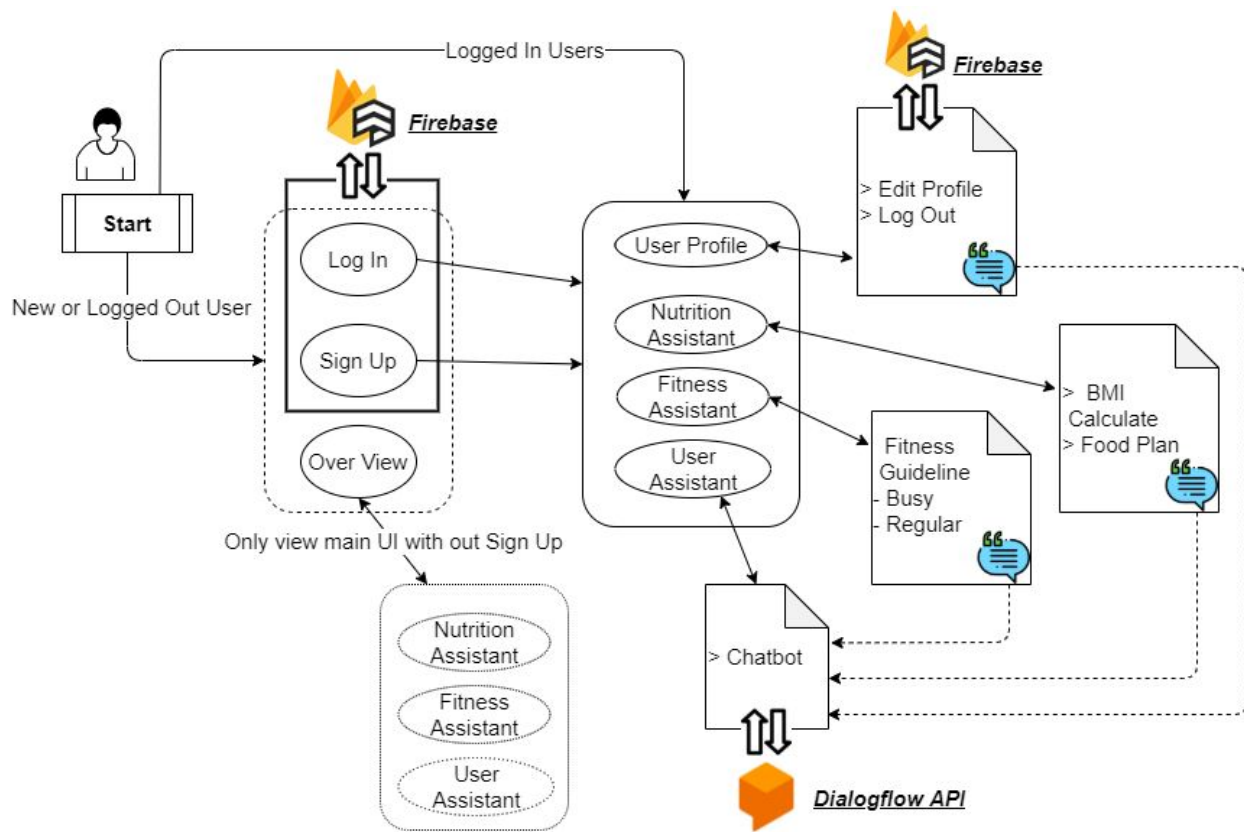 Logged In Users
Firebase
Firebase
Start
New or Logged Out User
Log In
Sign Up
Over View
Only view main UI with out Sign Up
Nutrition
Assistant
Fitness
Assistant
User
Assistant
User Profile
Nutrition
Assistant
Fitness
Assistant
User
Assistant
> Edit Profile
> Log Out
> BMI
Calculate
> Food Plan
Fitness
Guideline
- Busy
- Regular
> Chatbot
Dialogflow API